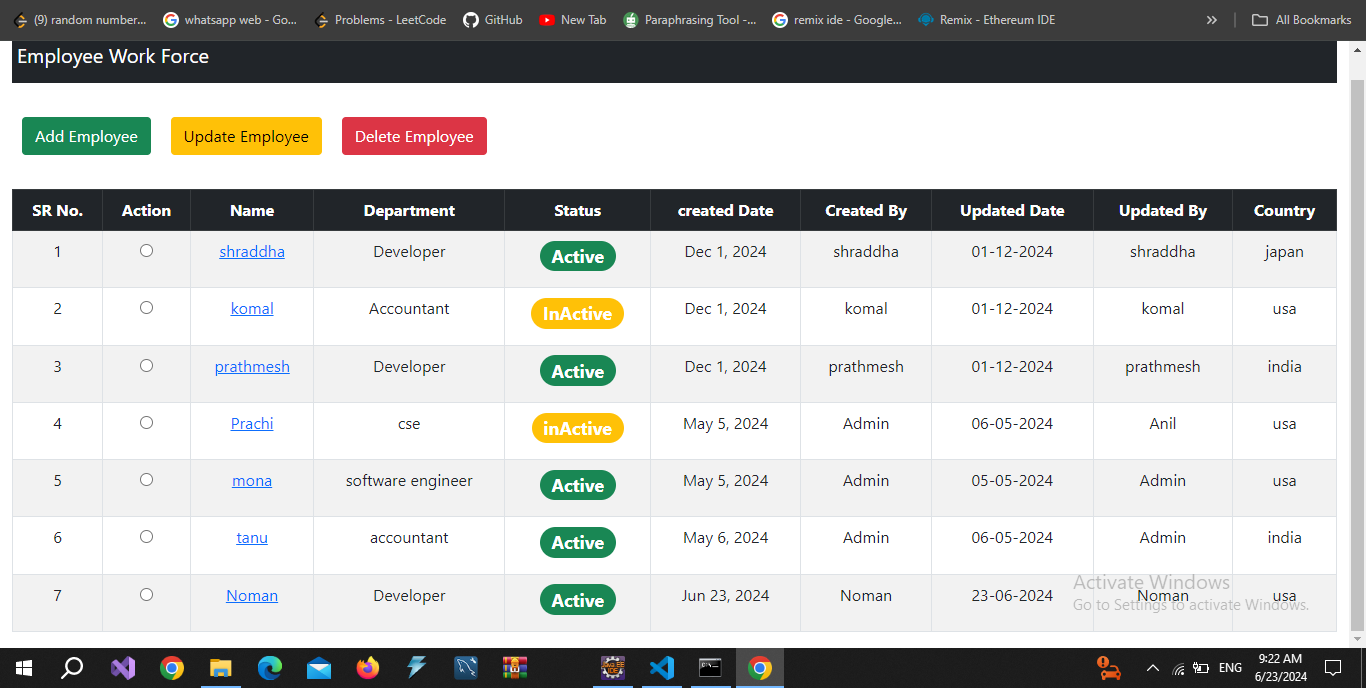 (9) random number... whatsapp web - Go... Problems - LeetCode GitHub New Tab Paraphrasing Tool -... remix ide - Google... Remix - Ethereum IDE » All Bookmarks
Employee Work Force
Add Employee Update Employee Delete Employee
SR No. Action Name Department Status created Date Created By Updated Date Updated By Country
1 shraddha Developer Active Dec 1, 2024 shraddha 01-12-2024 shraddha japan
2 komal Accountant InActive Dec 1, 2024 komal 01-12-2024 komal usa
3 prathmesh Developer Active Dec 1, 2024 prathmesh 01-12-2024 prathmesh india
4 Prachi cse inActive May 5, 2024 Admin 06-05-2024 Anil usa
5 mona software engineer Active May 5, 2024 Admin 05-05-2024 Admin usa
6 tanu accountant Active May 6, 2024 Admin 06-05-2024 Admin india
7 Noman Developer Active Jun 23, 2024 Noman 23-06-2024 Noman usa
Activate Windows
Go to Settings to activate Windows.
ENG 9:22 AM
6/23/2024